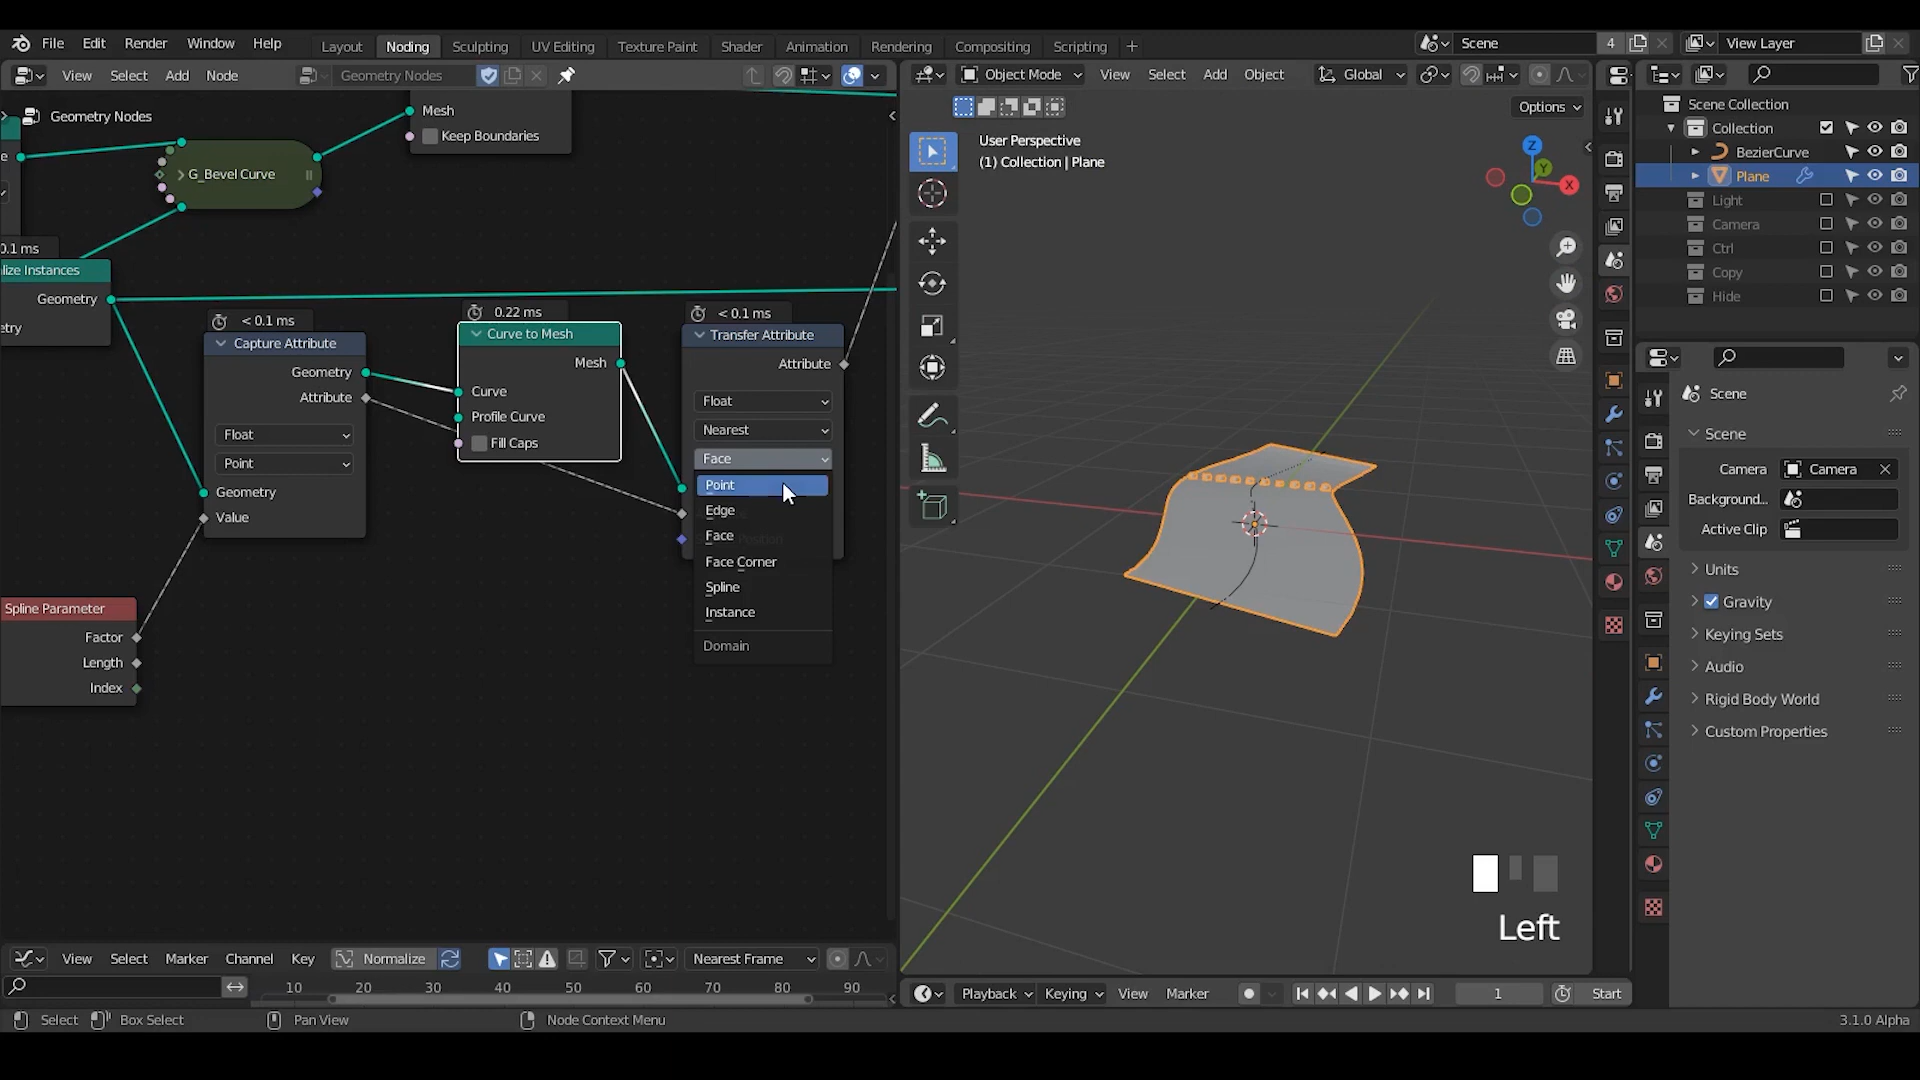 File Edit Render Window Help
Layout Noding Sculpting UV Editing Texture Paint Shader Animation Rendering Compositing Scripting +
Scene 4 View Layer
View Select Add Node Geometry Nodes
Object Mode View Select Add Object Global
Options
Geometry Nodes
Mesh
Keep Boundaries
G_Bevel Curve
0.1 ms
lize Instances
Geometry
etry
< 0.1 ms
Capture Attribute
Geometry
Attribute
Float
Point
Geometry
Value
0.22 ms
Curve to Mesh
Mesh
Curve
Profile Curve
Fill Caps
< 0.1 ms
Transfer Attribute
Attribute
Float
Nearest
Face
Point
Edge
Face
Face Corner
Spline
Instance
Domain
Spline Parameter
Factor
Length
Index
User Perspective
(1) Collection | Plane
Z
Y
X
Left
Scene Collection
Collection
BezierCurve
Plane
Light
Camera
Ctrl
Copy
Hide
Scene
Scene
Camera Camera
Background...
Active Clip
Units
Gravity
Keying Sets
Audio
Rigid Body World
Custom Properties
View Select Marker Channel Key Normalize Nearest Frame
10 20 30 40 50 60 70 80 90
Playback Keying View Marker 1 Start
Select Box Select Pan View Node Context Menu 3.1.0 Alpha